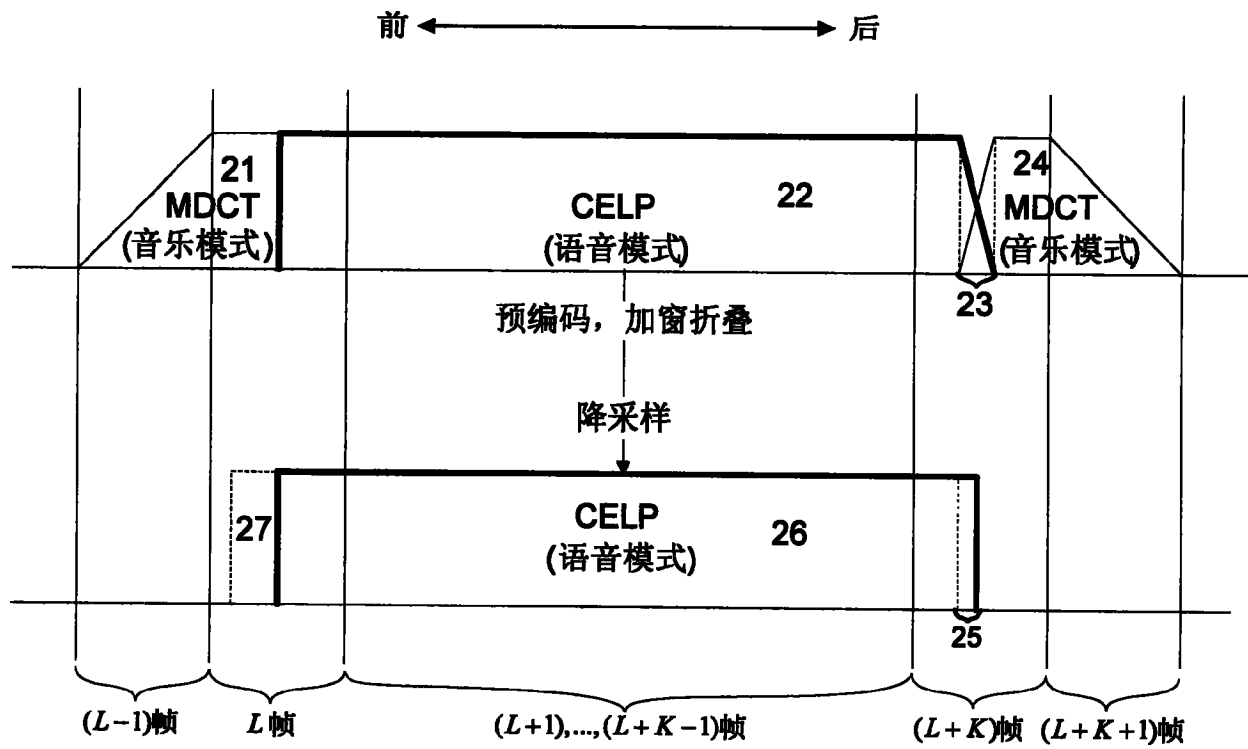 前 后
21
MDCT
(音乐模式)
22
CELP
(语音模式)
24
MDCT
(音乐模式)
23
预编码，加窗折叠
降采样
27
CELP
(语音模式)
26
25
(L-1)帧 L帧 (L+1),...,(L+K-1)帧 (L+K)帧 (L+K+1)帧